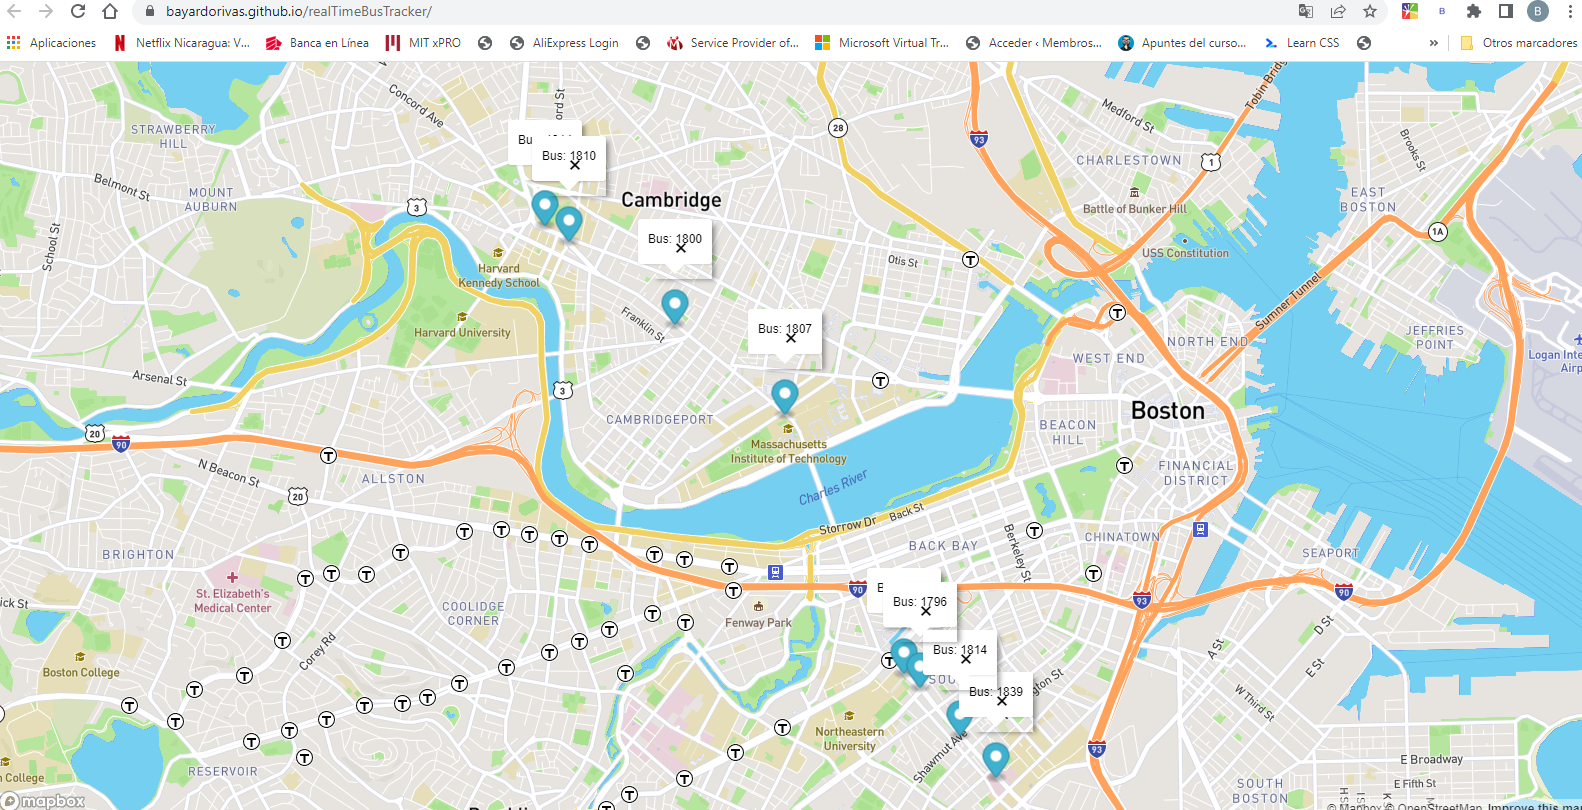 bayardorivas.github.io/realTimeBusTracker/
B
B
Aplicaciones
Netflix Nicaragua: V...
Banca en Línea
MIT xPRO
AliExpress Login
Service Provider of...
Microsoft Virtual Tr...
Acceder ‹ Membros...
Apuntes del curso...
Learn CSS
»
Otros marcadores
Concord Ave
STRAWBERRY
HILL
Belmont St
MOUNT
AUBURN
School St
3
Bus: 1810
Cambridge
Bus: 1800
28
93
Medford St
Tobin Bridge
1
CHARLESTOWN
Battle of Bunker Hill
USS Constitution
Brooks St
EAST
BOSTON
1A
Harvard
Kennedy School
Harvard University
Franklin St
Otis St
T
Bus: 1807
Sumner Tunnel
T
JEFFRIES
POINT
NORTH END
WEST END
Logan Inte
Airp
Arsenal St
3
T
20
90
CAMBRIDGEPORT
Massachusetts
Institute of Technology
Charles River
Boston
BEACON
HILL
FINANCIAL
DISTRICT
T
T
N Beacon St
20
ALLSTON
Storrow Dr
Back St
BACK BAY
Berkeley St
T
CHINATOWN
T
SEAPORT
BRIGHTON
St. Elizabeth's
Medical Center
COOLIDGE
CORNER
Fenway Park
90
93
90
Bus: 1796
Bus: 1814
Bus: 1839
SOU
ngton St
Boston College
Corey Rd
Northeastern
University
Shawmut Ave
A St
D St
E St
W Third St
93
E Broadway
E Fifth St
SOUTH
BOSTON
RESERVOIR
n College
mapbox
© Mapbox © OpenStreetMap Improve this map